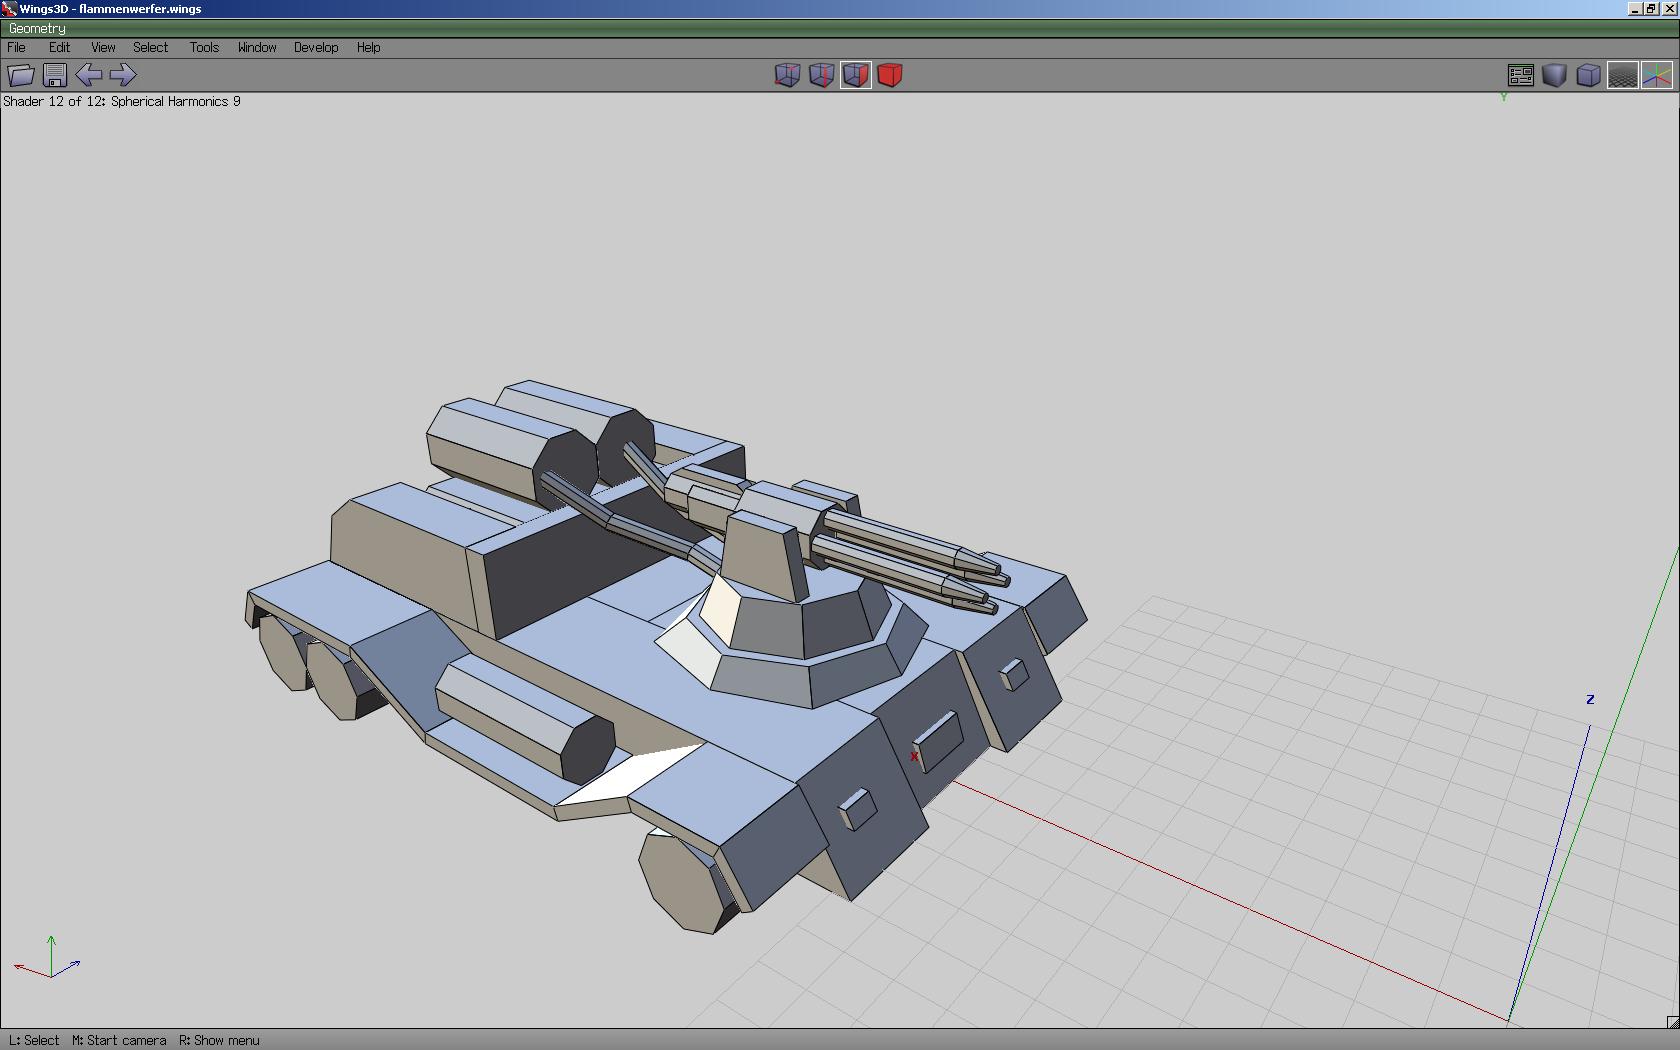 Wings3D - flammenwerfer.wings
Geometry
File Edit View Select Tools Window Develop Help
Shader 12 of 12: Spherical Harmonics 9
Y
Z
X
L: Select M: Start camera R: Show menu